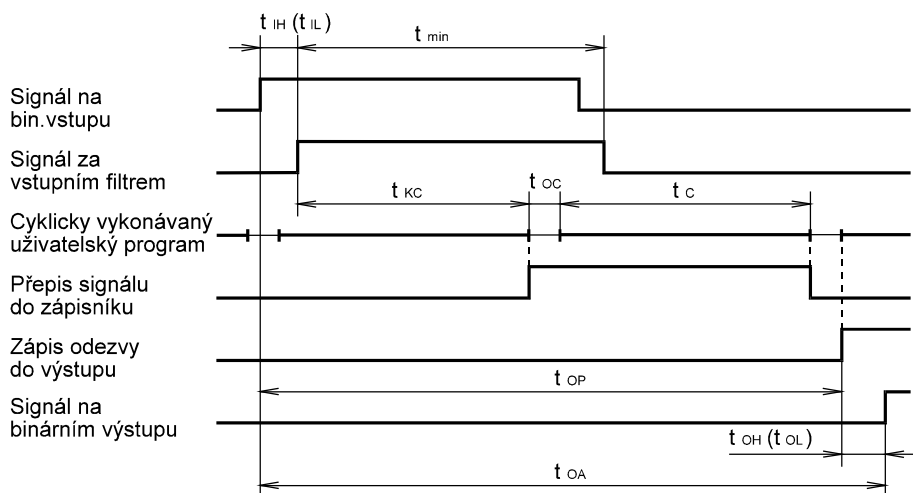 t IH (t IL)
t min
Signál na
bin.vstupu
Signál za
vstupním filtrem
t KC
t OC
t C
Cyklicky vykonávaný
uživatelský program
Přepis signálu
do zápisníku
Zápis odezvy
do výstupu
t OP
Signál na
binárním výstupu
t OH (t OL)
t OA